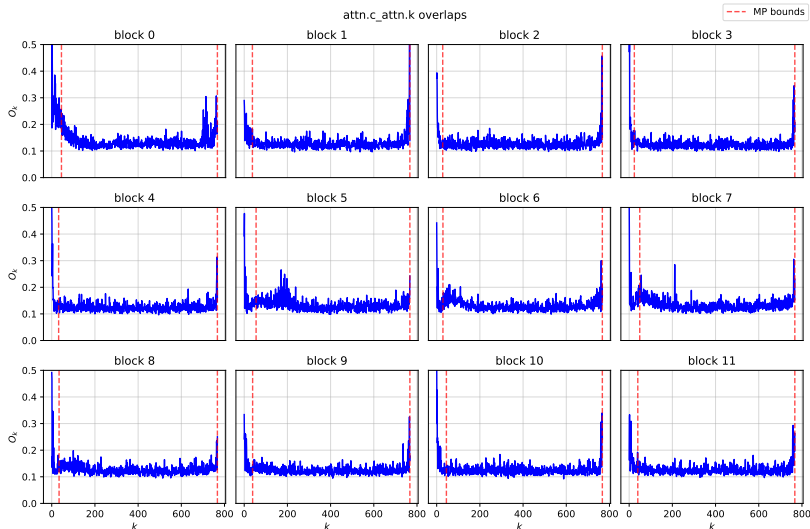 attn.c_attn.k overlaps
MP bounds
block 0 block 1 block 2 block 3
0.5
0.4
0.3
0.2
0.1
0.0
O_k
block 4 block 5 block 6 block 7
0.5
0.4
0.3
0.2
0.1
0.0
O_k
block 8 block 9 block 10 block 11
0.5
0.4
0.3
0.2
0.1
0.0
O_k
0 200 400 600 800 0 200 400 600 800 0 200 400 600 800 0 200 400 600 800
k k k k